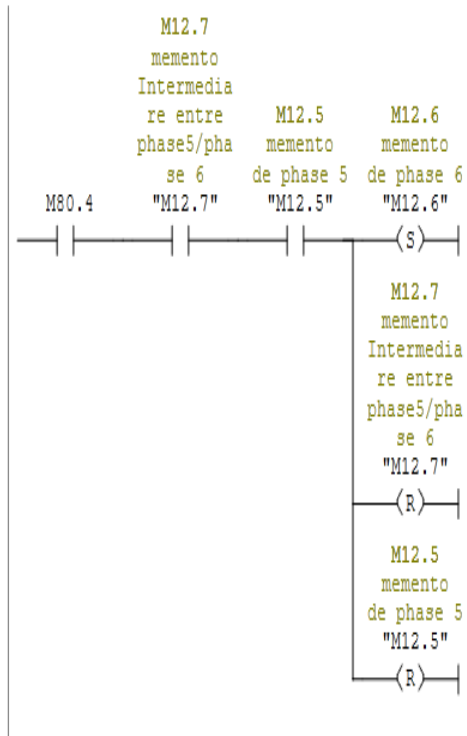 M12.7
memento
Intermedia
re entre
phase5/pha
se 6
"M12.7"
M12.5
memento
de phase 5
"M12.5"
M12.6
memento
de phase 6
"M12.6"
M80.4
S
M12.7
memento
Intermedia
re entre
phase5/pha
se 6
"M12.7"
R
M12.5
memento
de phase 5
"M12.5"
R